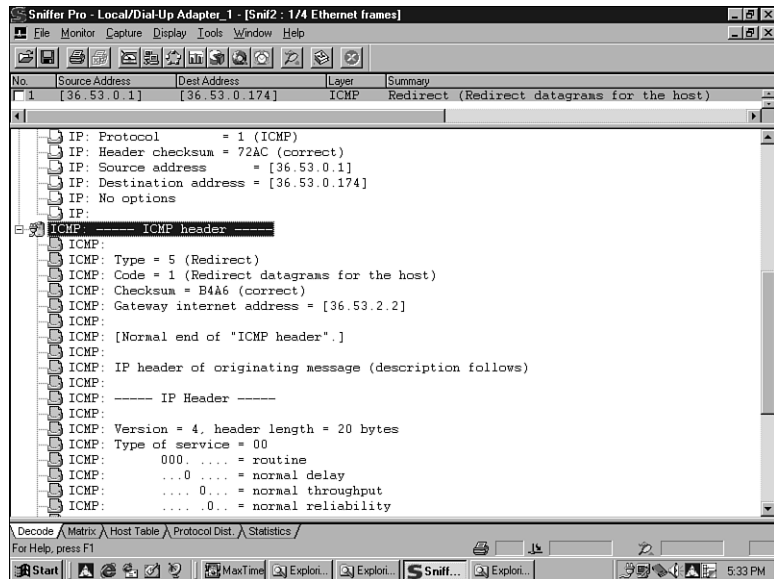 Sniffer Pro - Local/Dial-Up Adapter_1 - [Snif2 : 1/4 Ethernet frames]
File Monitor Capture Display Tools Window Help
No. Source Address Dest Address Layer Summary
1 [36.53.0.1] [36.53.0.174] ICMP Redirect (Redirect datagrams for the host)
IP: Protocol = 1 (ICMP)
IP: Header checksum = 72AC (correct)
IP: Source address = [36.53.0.1]
IP: Destination address = [36.53.0.174]
IP: No options
IP:
ICMP: ----- ICMP header -----
ICMP:
ICMP: Type = 5 (Redirect)
ICMP: Code = 1 (Redirect datagrams for the host)
ICMP: Checksum = B4A6 (correct)
ICMP: Gateway internet address = [36.53.2.2]
ICMP:
ICMP: [Normal end of "ICMP header".]
ICMP:
ICMP: IP header of originating message (description follows)
ICMP:
ICMP: ----- IP Header -----
ICMP:
ICMP: Version = 4, header length = 20 bytes
ICMP: Type of service = 00
ICMP: 000. .... = routine
ICMP: ...0 .... = normal delay
ICMP: .... 0... = normal throughput
ICMP: .... .0.. = normal reliability
Decode Matrix Host Table Protocol Dist. Statistics
For Help, press F1
Start MaxTime Explori... Explori... Sniff... Explori... 5:33 PM